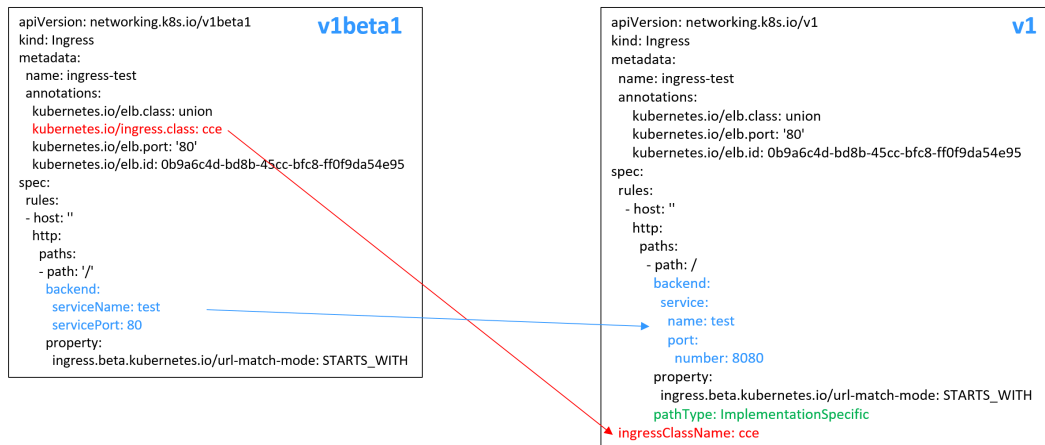 v1beta1
apiVersion: networking.k8s.io/v1beta1
kind: Ingress
metadata:
  name: ingress-test
  annotations:
    kubernetes.io/elb.class: union
    kubernetes.io/ingress.class: cce
    kubernetes.io/elb.port: '80'
    kubernetes.io/elb.id: 0b9a6c4d-bd8b-45cc-bfc8-ff0f9da54e95
spec:
  rules:
  - host: ''
    http:
      paths:
      - path: '/'
        backend:
          serviceName: test
          servicePort: 80
        property:
          ingress.beta.kubernetes.io/url-match-mode: STARTS_WITH
v1
apiVersion: networking.k8s.io/v1
kind: Ingress
metadata:
  name: ingress-test
  annotations:
    kubernetes.io/elb.class: union
    kubernetes.io/elb.port: '80'
    kubernetes.io/elb.id: 0b9a6c4d-bd8b-45cc-bfc8-ff0f9da54e95
spec:
  rules:
    - host: ''
      http:
        paths:
          - path: /
            backend:
              service:
                name: test
                port:
                  number: 8080
            property:
              ingress.beta.kubernetes.io/url-match-mode: STARTS_WITH
            pathType: ImplementationSpecific
  ingressClassName: cce